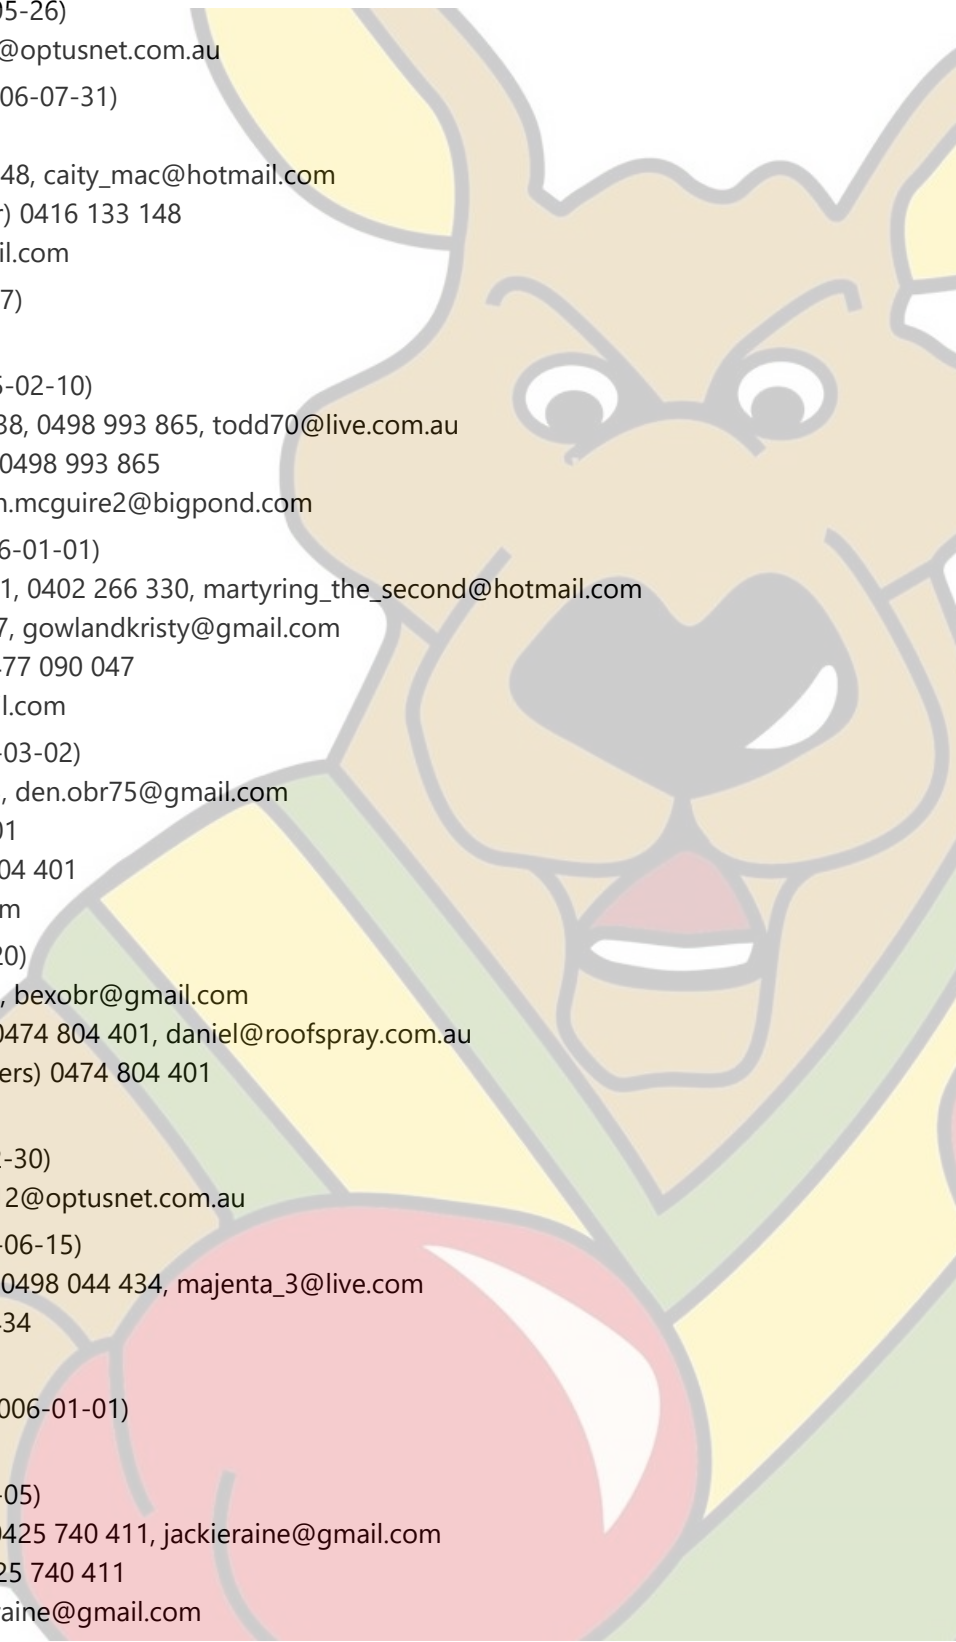 05-26)
@optusnet.com.au
06-07-31)
48, caity_mac@hotmail.com
r) 0416 133 148
il.com
7)
6-02-10)
38, 0498 993 865, todd70@live.com.au
0498 993 865
n.mcguire2@bigpond.com
6-01-01)
1, 0402 266 330, martyring_the_second@hotmail.com
7, gowlandkristy@gmail.com
477 090 047
l.com
-03-02)
, den.obr75@gmail.com
01
04 401
m
20)
, bexobr@gmail.com
0474 804 401, daniel@roofspray.com.au
ers) 0474 804 401
2-30)
12@optusnet.com.au
-06-15)
0498 044 434, majenta_3@live.com
434
006-01-01)
-05)
0425 740 411, jackieraine@gmail.com
25 740 411
raine@gmail.com